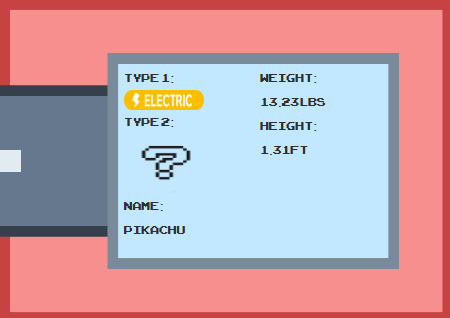 TYPE 1:
ELECTRIC
TYPE 2:
?
NAME:
PIKACHU
WEIGHT:
13.23LBS
HEIGHT:
1.31FT